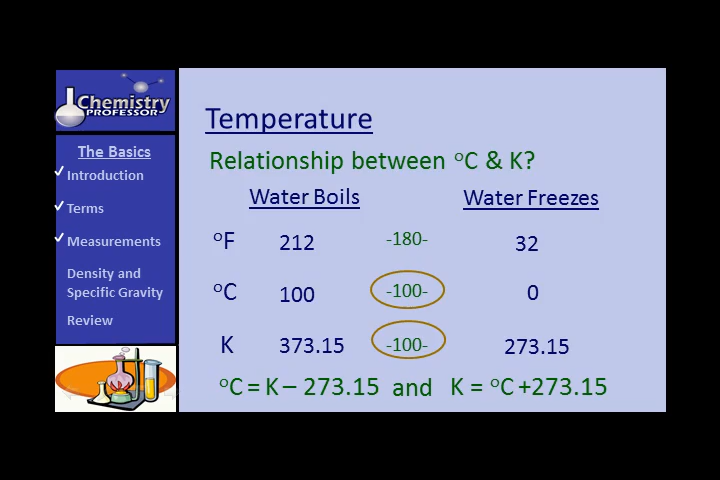 Chemistry
PROFESSOR
The Basics
✓ Introduction
✓ Terms
✓ Measurements
Density and
Specific Gravity
Review
Temperature
Relationship between °C & K?
Water Boils Water Freezes
°F 212 -180- 32
°C 100 -100- 0
K 373.15 -100- 273.15
°C = K – 273.15 and K = °C +273.15